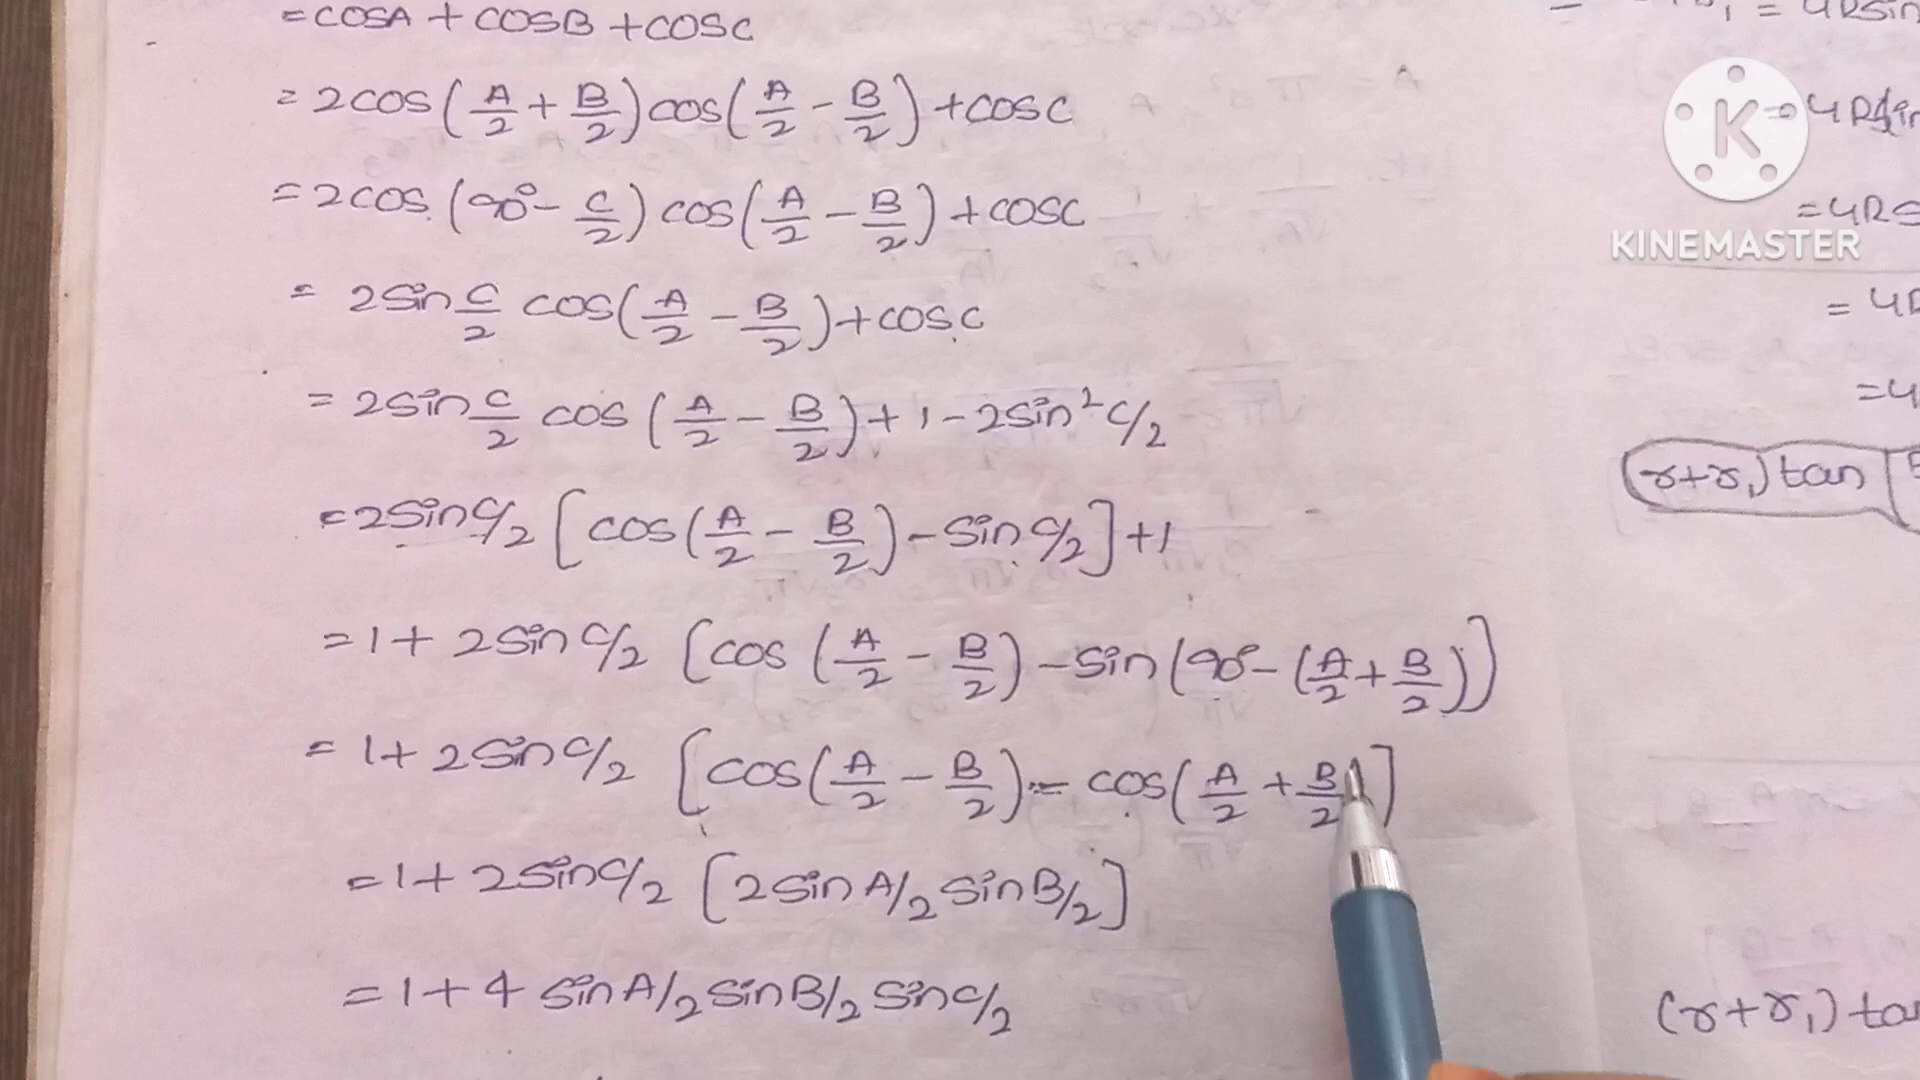 =COSA + COSB + COSC
= 2cos(A/2 + B/2) cos(A/2 - B/2) + cosc
= 2cos (90° - C/2) cos(A/2 - B/2) + cosc
= 2sin C/2 cos(A/2 - B/2) + cosc
= 2sin C/2 cos (A/2 - B/2) + 1 - 2sin² C/2
= 2sin C/2 [cos(A/2 - B/2) - sin C/2] + 1
= 1 + 2sin C/2 [cos (A/2 - B/2) - sin(90° - (A/2 + B/2))]
= 1 + 2sin C/2 [cos(A/2 - B/2) - cos(A/2 + B/2)]
= 1 + 2sin C/2 [2sin A/2 sin B/2]
= 1 + 4 sin A/2 sin B/2 sin C/2
= 4Rsin
= 4R
= 4R
(r+r₁) tan
(r+r₁) tan
KINEMASTER